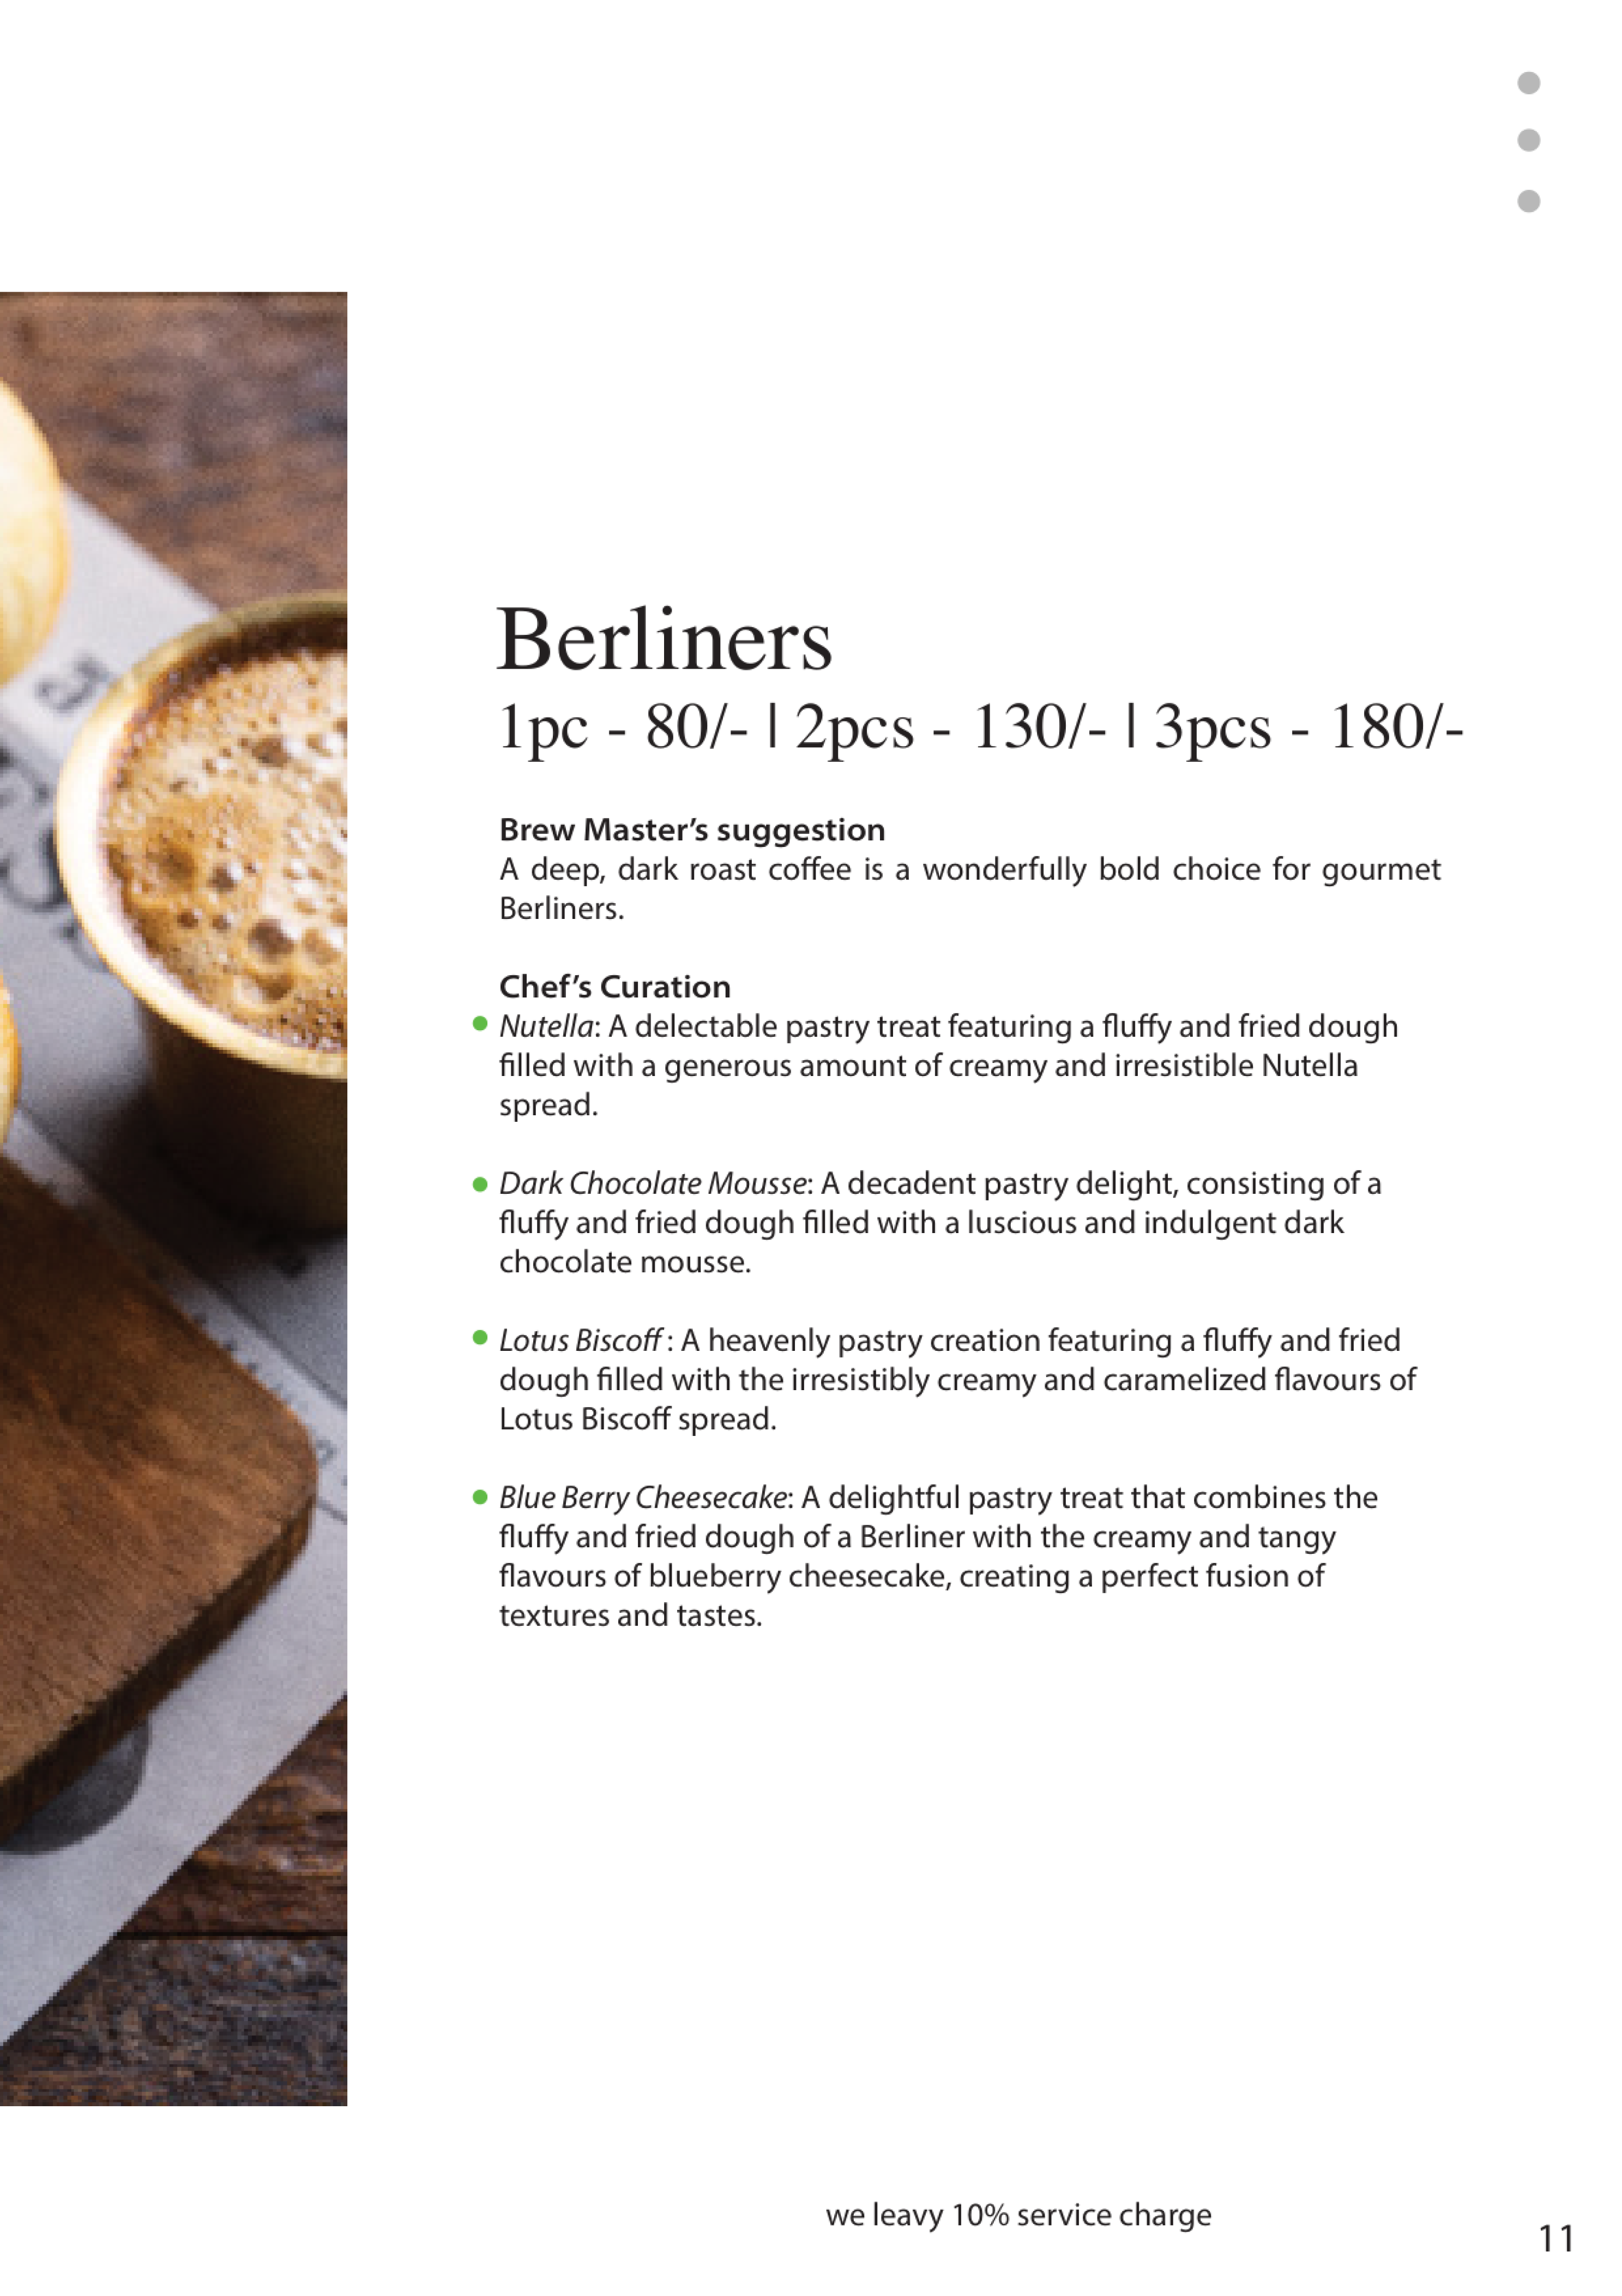 Berliners
1pc - 80/- | 2pcs - 130/- | 3pcs - 180/-
Brew Master’s suggestion
A deep, dark roast coffee is a wonderfully bold choice for gourmet
Berliners.
Chef’s Curation
Nutella: A delectable pastry treat featuring a fluffy and fried dough
filled with a generous amount of creamy and irresistible Nutella
spread.
Dark Chocolate Mousse: A decadent pastry delight, consisting of a
fluffy and fried dough filled with a luscious and indulgent dark
chocolate mousse.
Lotus Biscoff : A heavenly pastry creation featuring a fluffy and fried
dough filled with the irresistibly creamy and caramelized flavours of
Lotus Biscoff spread.
Blue Berry Cheesecake: A delightful pastry treat that combines the
fluffy and fried dough of a Berliner with the creamy and tangy
flavours of blueberry cheesecake, creating a perfect fusion of
textures and tastes.
we leavy 10% service charge
11